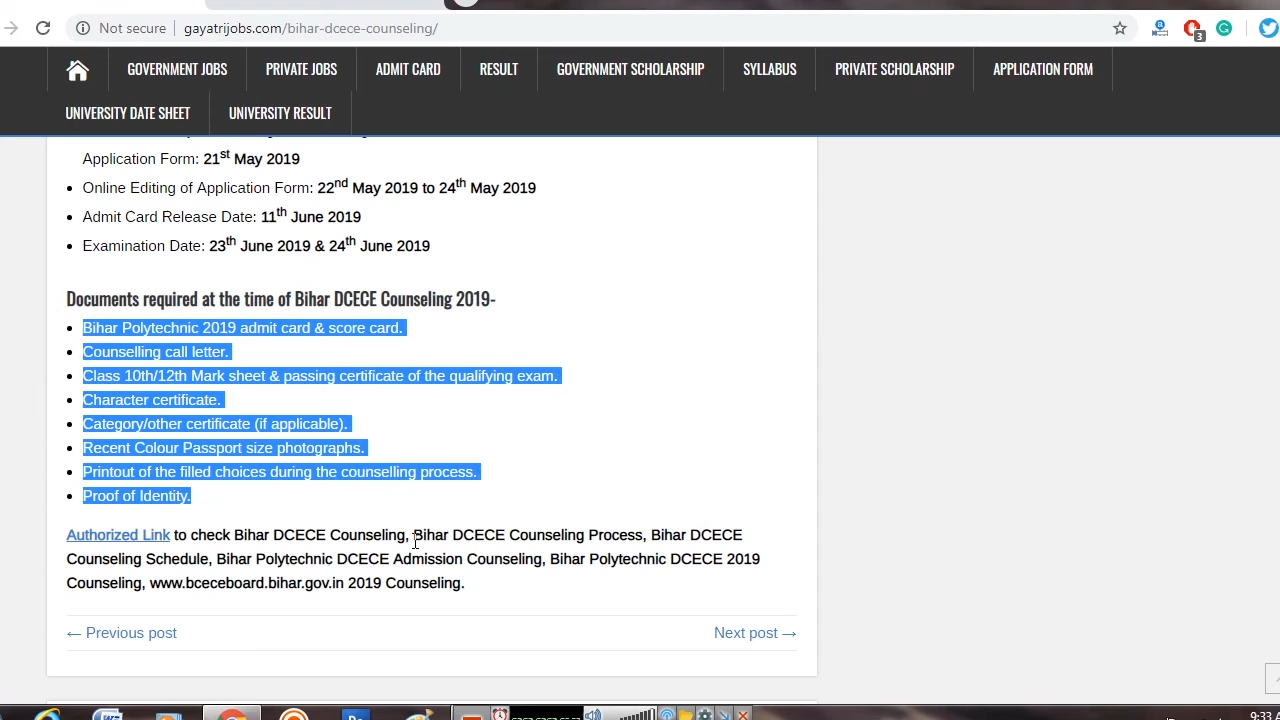 Not secure
gayatrijobs.com/bihar-dcece-counseling/
3
GOVERNMENT JOBS PRIVATE JOBS ADMIT CARD RESULT GOVERNMENT SCHOLARSHIP SYLLABUS PRIVATE SCHOLARSHIP APPLICATION FORM
UNIVERSITY DATE SHEET UNIVERSITY RESULT
Application Form: 21st May 2019
Online Editing of Application Form: 22nd May 2019 to 24th May 2019
Admit Card Release Date: 11th June 2019
Examination Date: 23th June 2019 & 24th June 2019
Documents required at the time of Bihar DCECE Counseling 2019-
Bihar Polytechnic 2019 admit card & score card.
Counselling call letter.
Class 10th/12th Mark sheet & passing certificate of the qualifying exam.
Character certificate.
Category/other certificate (if applicable).
Recent Colour Passport size photographs.
Printout of the filled choices during the counselling process.
Proof of Identity.
Authorized Link to check Bihar DCECE Counseling, Bihar DCECE Counseling Process, Bihar DCECE
Counseling Schedule, Bihar Polytechnic DCECE Admission Counseling, Bihar Polytechnic DCECE 2019
Counseling, www.bceceboard.bihar.gov.in 2019 Counseling.
← Previous post Next post →
9:33